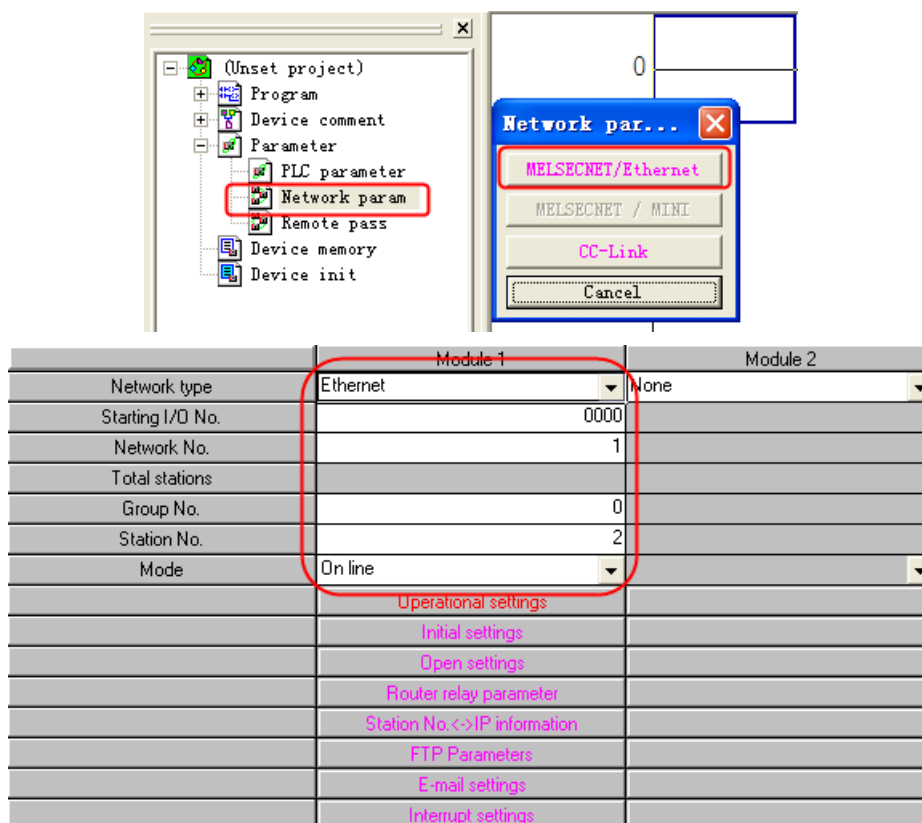 (Unset project)
Program
Device comment
Parameter
PLC parameter
Network param
Remote pass
Device memory
Device init
0
Network par...
MELSECNET/Ethernet
MELSECNET / MINI
CC-Link
Cancel
Module 1 Module 2
Network type Ethernet None
Starting I/O No. 0000
Network No. 1
Total stations
Group No. 0
Station No. 2
Mode On line
Operational settings
Initial settings
Open settings
Router relay parameter
Station No.<->IP information
FTP Parameters
E-mail settings
Interrupt settings